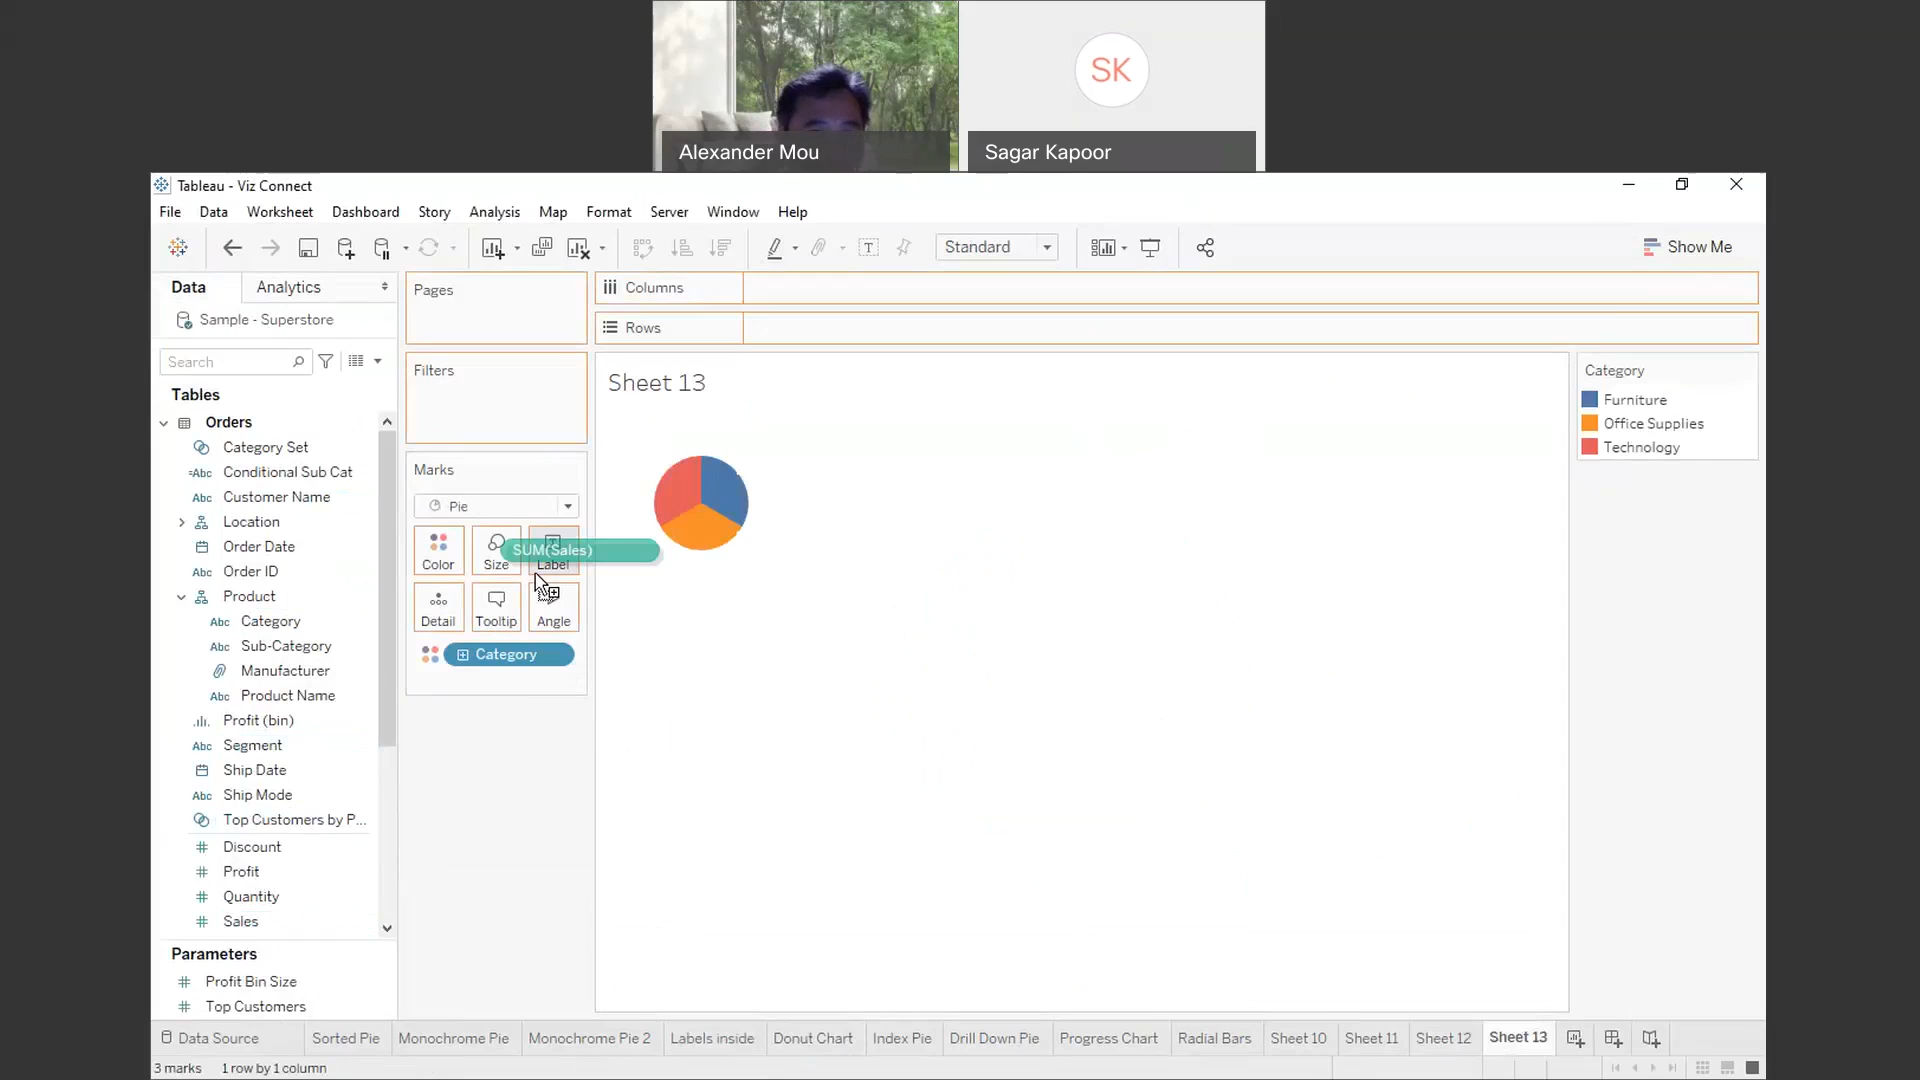 SK
Alexander Mou
Sagar Kapoor
Tableau - Viz Connect
File Data Worksheet Dashboard Story Analysis Map Format Server Window Help
Standard
Show Me
Data
Analytics
Pages
Columns
Sample - Superstore
Rows
Search
Filters
Sheet 13
Category
Tables
Furniture
Orders
Office Supplies
Category Set
Technology
Conditional Sub Cat
Marks
Customer Name
Pie
Location
SUM(Sales)
Order Date
Color Size Label
Order ID
Product
Detail Tooltip Angle
Category
Category
Sub-Category
Manufacturer
Product Name
Profit (bin)
Segment
Ship Date
Ship Mode
Top Customers by P...
Discount
Profit
Quantity
Sales
Parameters
Profit Bin Size
Top Customers
Data Source Sorted Pie Monochrome Pie Monochrome Pie 2 Labels inside Donut Chart Index Pie Drill Down Pie Progress Chart Radial Bars Sheet 10 Sheet 11 Sheet 12 Sheet 13
3 marks 1 row by 1 column